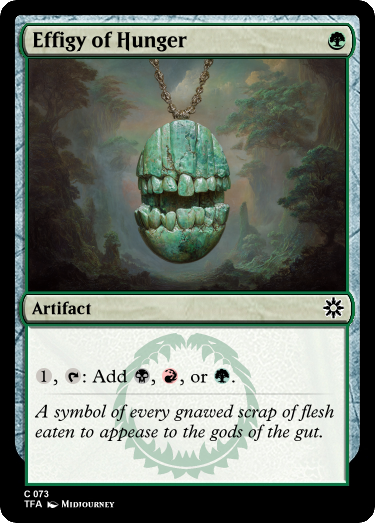 Effigy of Hunger
Artifact
1, : Add , , or .
A symbol of every gnawed scrap of flesh
eaten to appease to the gods of the gut.
C 073
TFA Midjourney